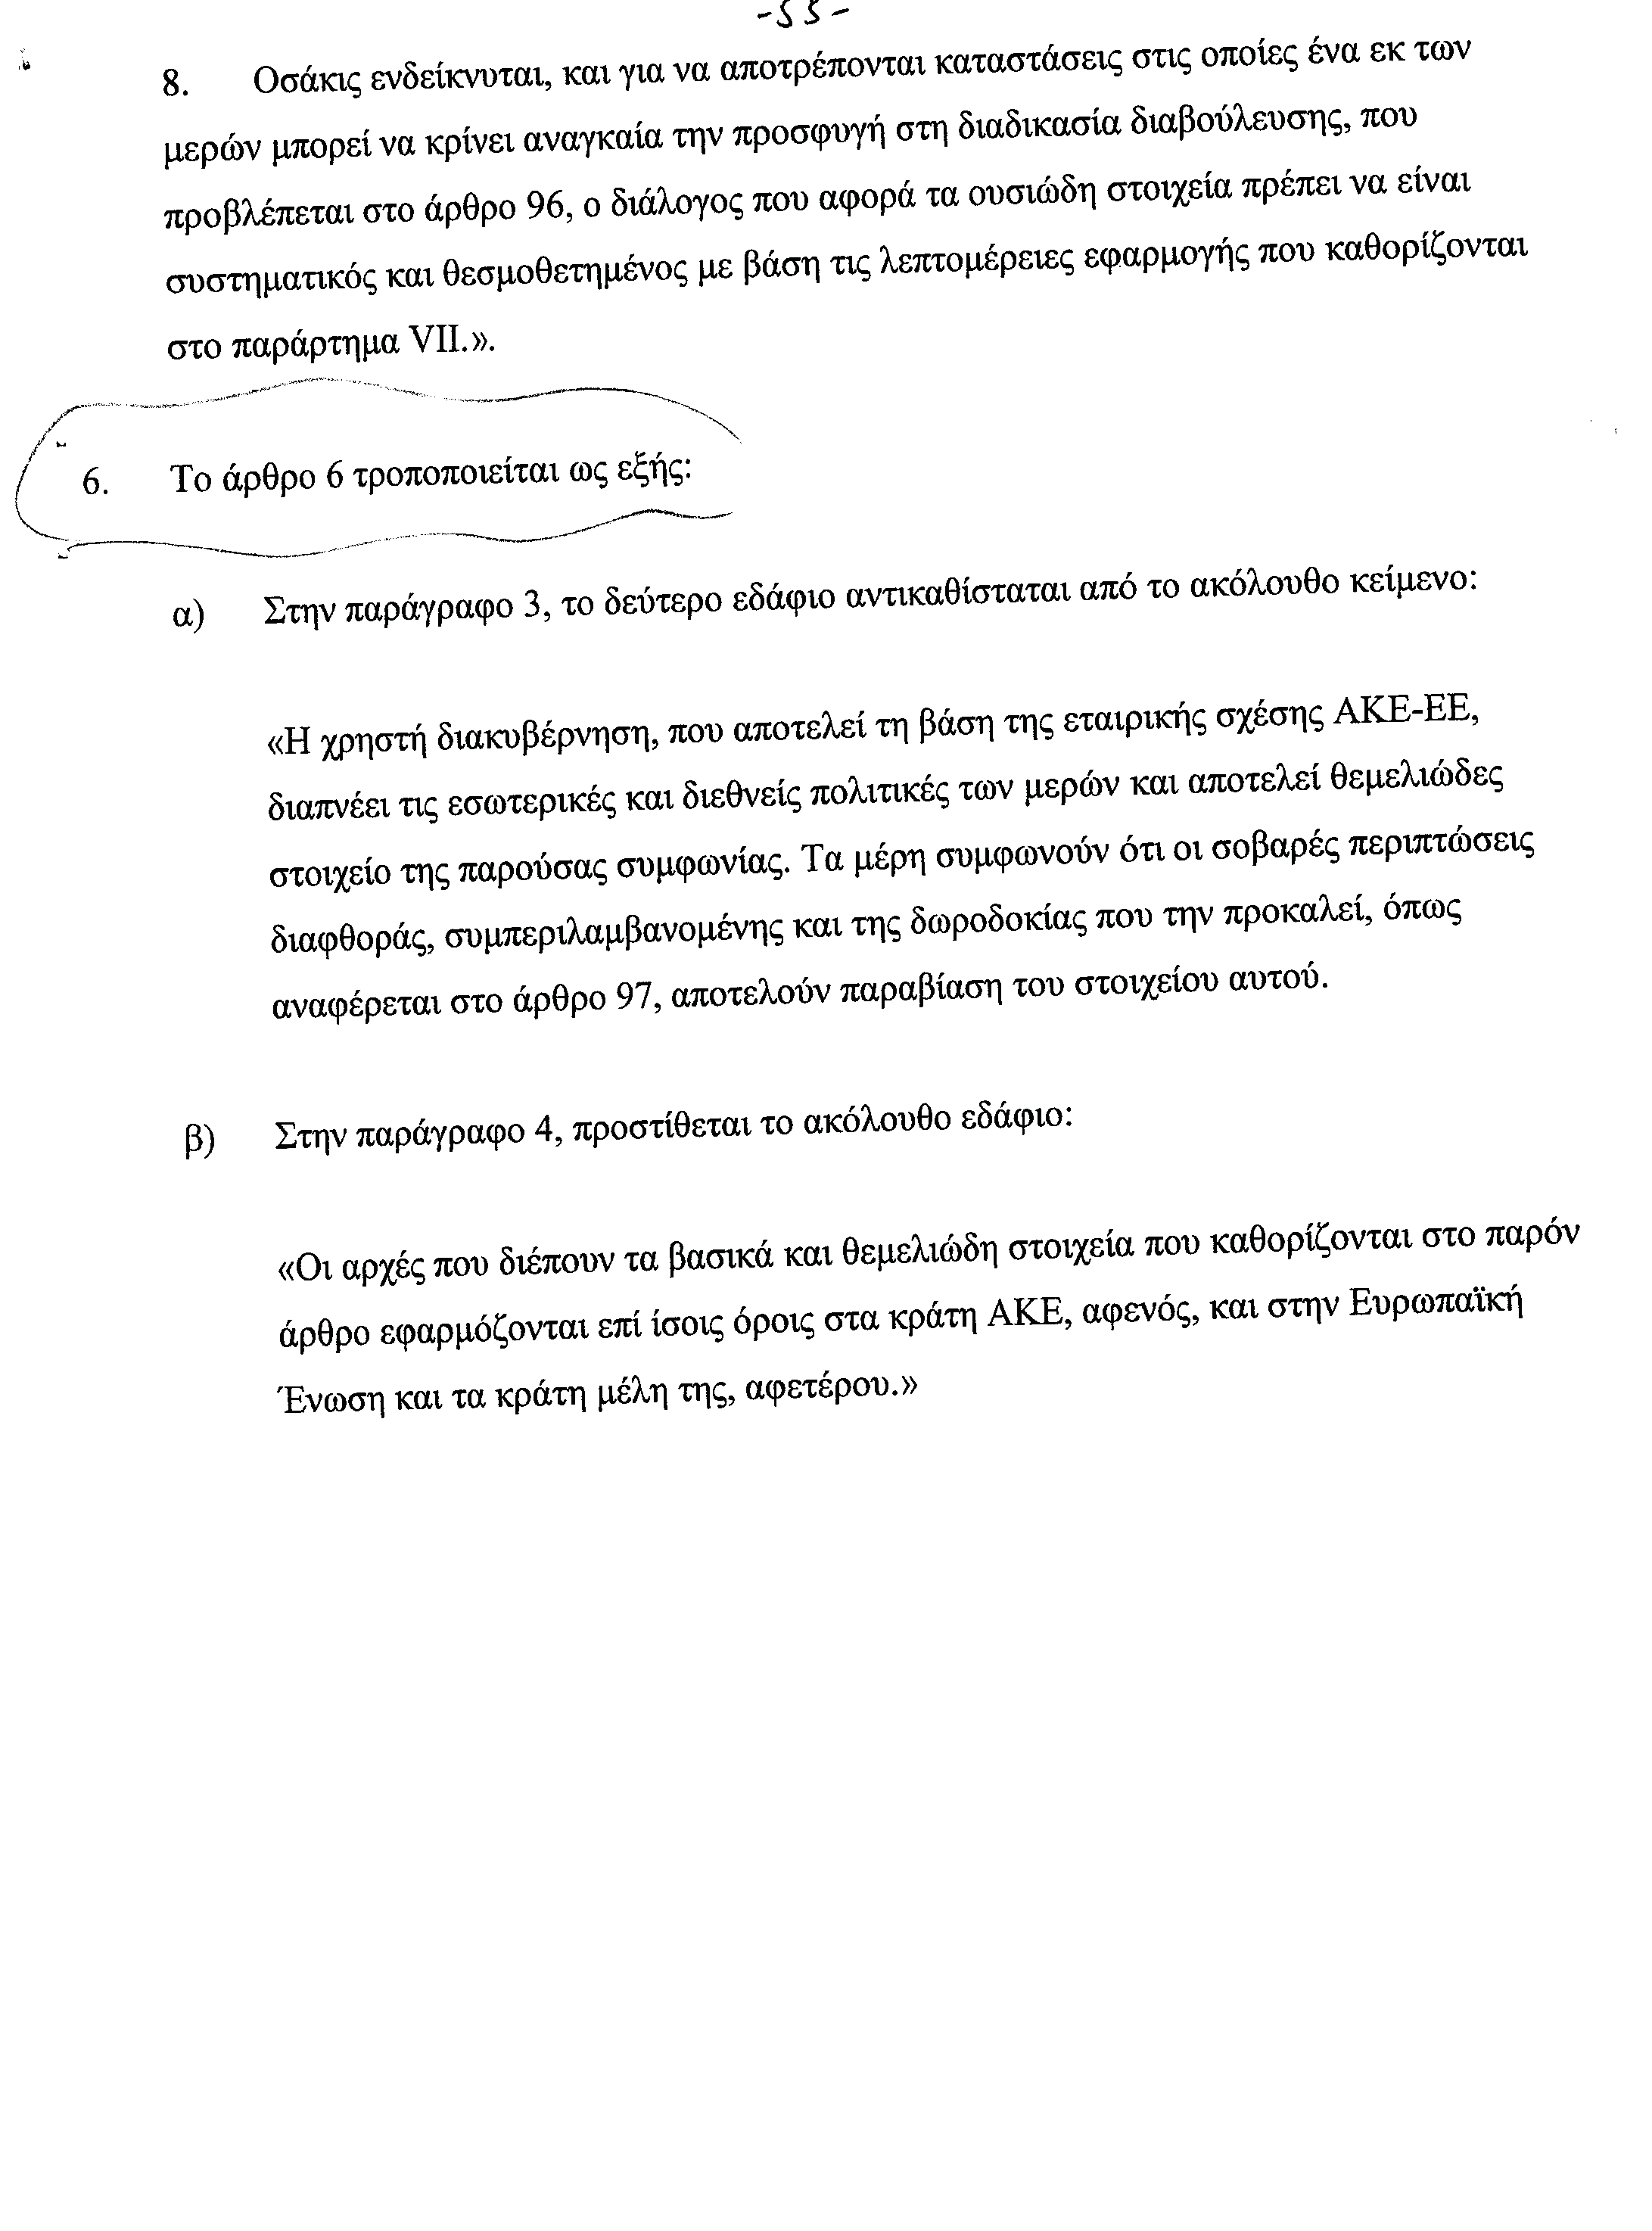 -55-
8. Οσάκις ενδείκνυται, και για να αποτρέπονται καταστάσεις στις οποίες ένα εκ των
μερών μπορεί να κρίνει αναγκαία την προσφυγή στη διαδικασία διαβούλευσης, που
προβλέπεται στο άρθρο 96, ο διάλογος που αφορά τα ουσιώδη στοιχεία πρέπει να είναι
συστηματικός και θεσμοθετημένος με βάση τις λεπτομέρειες εφαρμογής που καθορίζονται
στο παράρτημα VII.».
6. Το άρθρο 6 τροποποιείται ως εξής:
α) Στην παράγραφο 3, το δεύτερο εδάφιο αντικαθίσταται από το ακόλουθο κείμενο:
«Η χρηστή διακυβέρνηση, που αποτελεί τη βάση της εταιρικής σχέσης ΑΚΕ-ΕΕ,
διαπνέει τις εσωτερικές και διεθνείς πολιτικές των μερών και αποτελεί θεμελιώδες
στοιχείο της παρούσας συμφωνίας. Τα μέρη συμφωνούν ότι οι σοβαρές περιπτώσεις
διαφθοράς, συμπεριλαμβανομένης και της δωροδοκίας που την προκαλεί, όπως
αναφέρεται στο άρθρο 97, αποτελούν παραβίαση του στοιχείου αυτού.
β) Στην παράγραφο 4, προστίθεται το ακόλουθο εδάφιο:
«Οι αρχές που διέπουν τα βασικά και θεμελιώδη στοιχεία που καθορίζονται στο παρόν
άρθρο εφαρμόζονται επί ίσοις όροις στα κράτη ΑΚΕ, αφενός, και στην Ευρωπαϊκή
Ένωση και τα κράτη μέλη της, αφετέρου.»